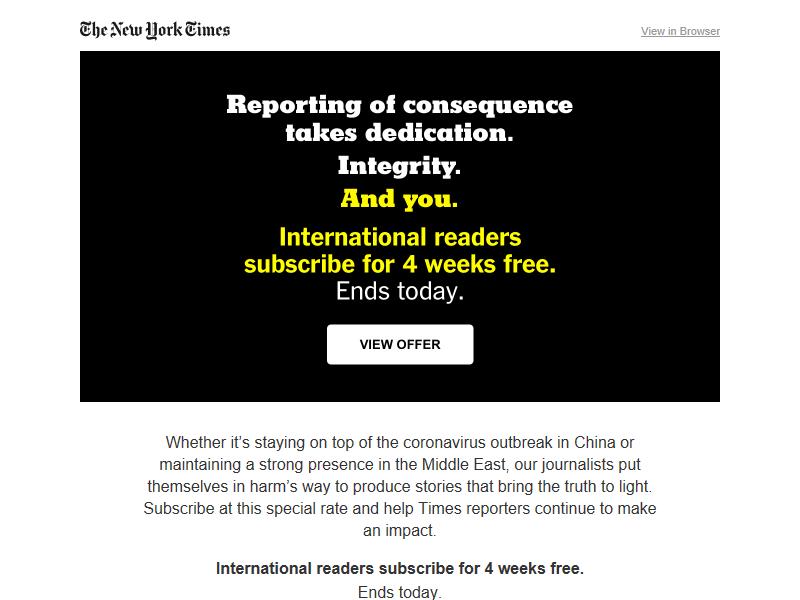 The New York Times
View in Browser
Reporting of consequence
takes dedication.
Integrity.
And you.
International readers
subscribe for 4 weeks free.
Ends today.
VIEW OFFER
Whether it’s staying on top of the coronavirus outbreak in China or
maintaining a strong presence in the Middle East, our journalists put
themselves in harm’s way to produce stories that bring the truth to light.
Subscribe at this special rate and help Times reporters continue to make
an impact.
International readers subscribe for 4 weeks free.
Ends today.